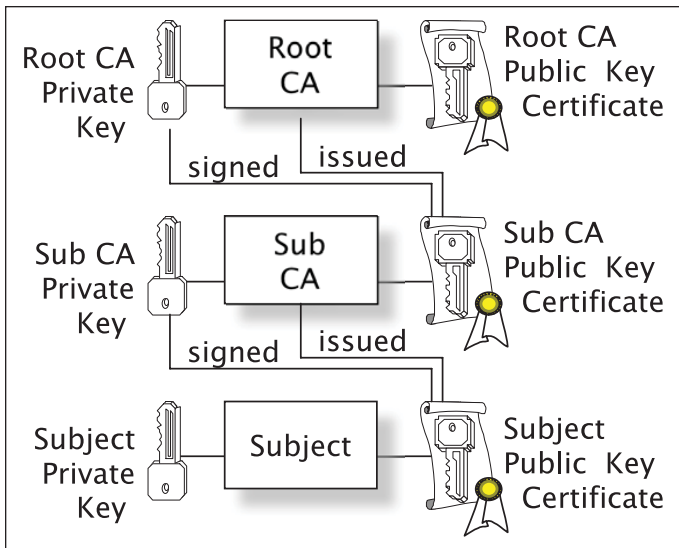 Root CA
Private
Key
Root
CA
Root CA
Public Key
Certificate
signed
issued
Sub CA
Private
Key
Sub
CA
Sub CA
Public Key
Certificate
signed
issued
Subject
Private
Key
Subject
Subject
Public Key
Certificate